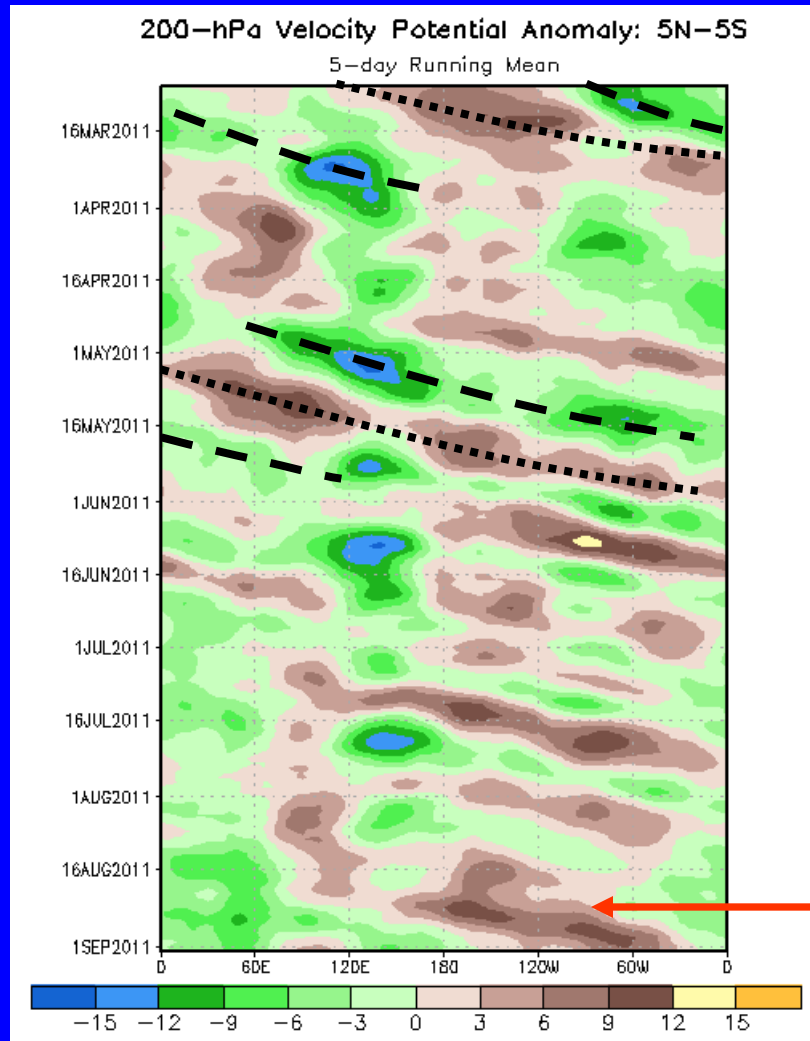 200-hPa Velocity Potential Anomaly: 5N-5S
5-day Running Mean
16MAR2011
1APR2011
16APR2011
1MAY2011
16MAY2011
1JUN2011
16JUN2011
1JUL2011
16JUL2011
1AUG2011
16AUG2011
1SEP2011
0 60E 120E 180 120W 60W 0
-15 -12 -9 -6 -3 0 3 6 9 12 15